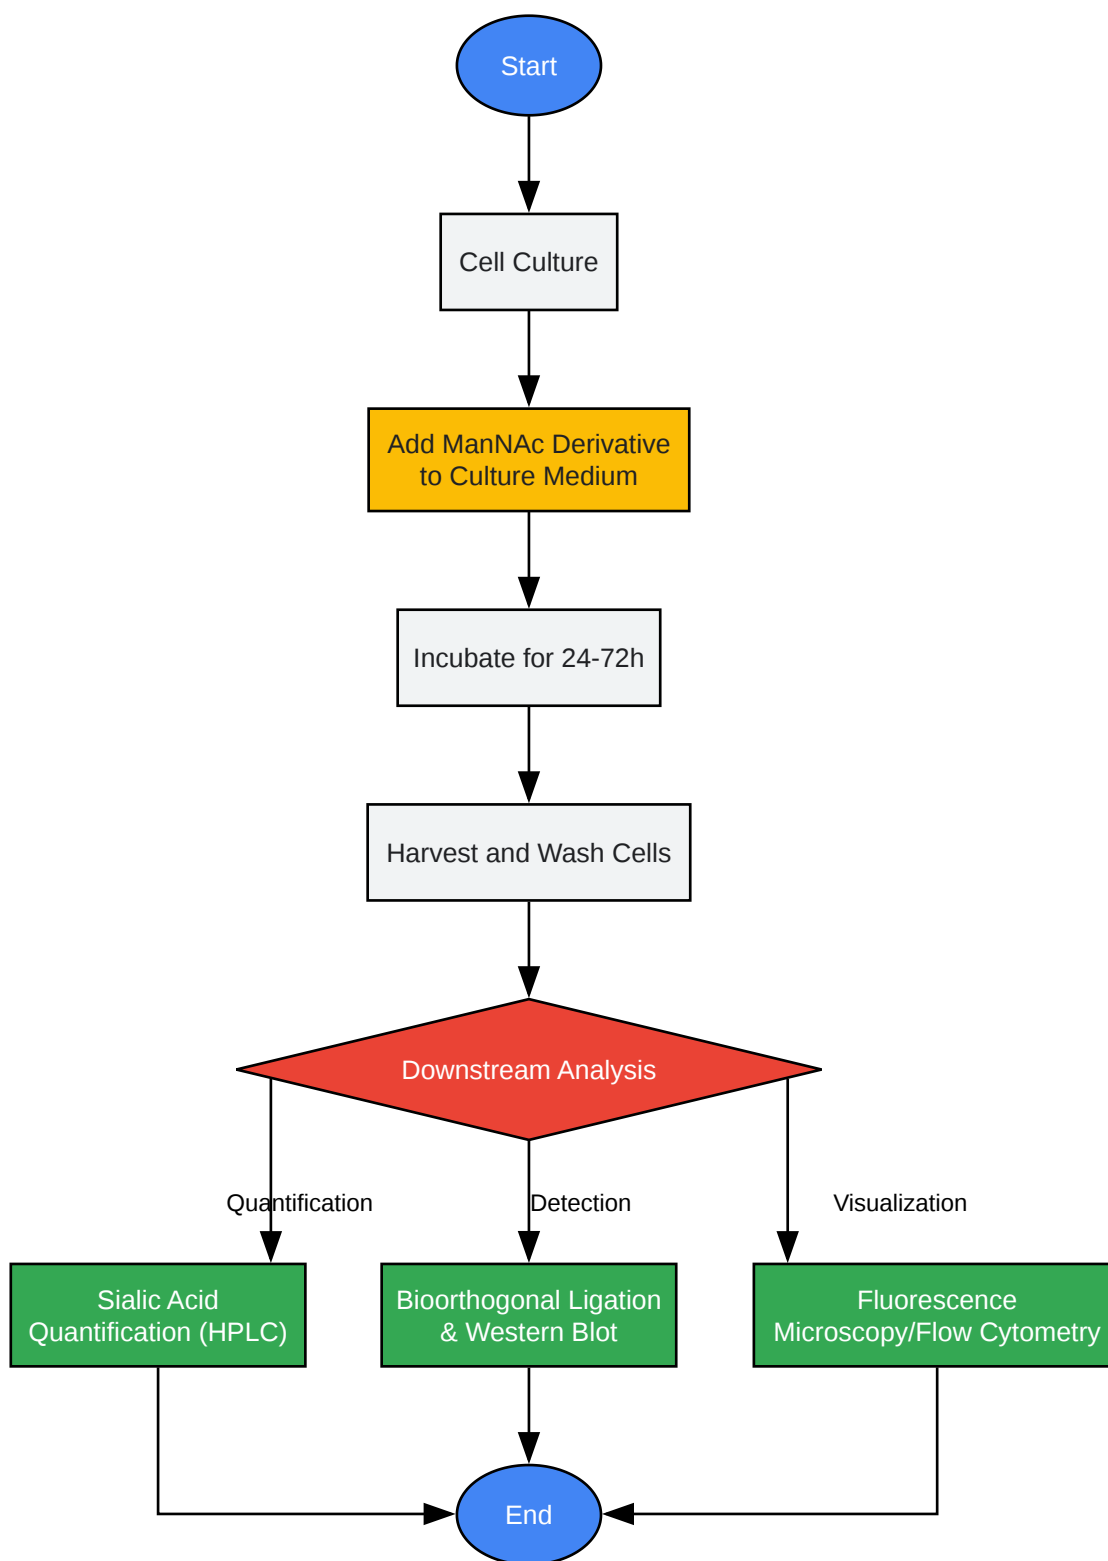 Start
Cell Culture
Add ManNAc Derivative
to Culture Medium
Incubate for 24-72h
Harvest and Wash Cells
Downstream Analysis
Quantification
Detection
Visualization
Sialic Acid
Quantification (HPLC)
Bioorthogonal Ligation
& Western Blot
Fluorescence
Microscopy/Flow Cytometry
End